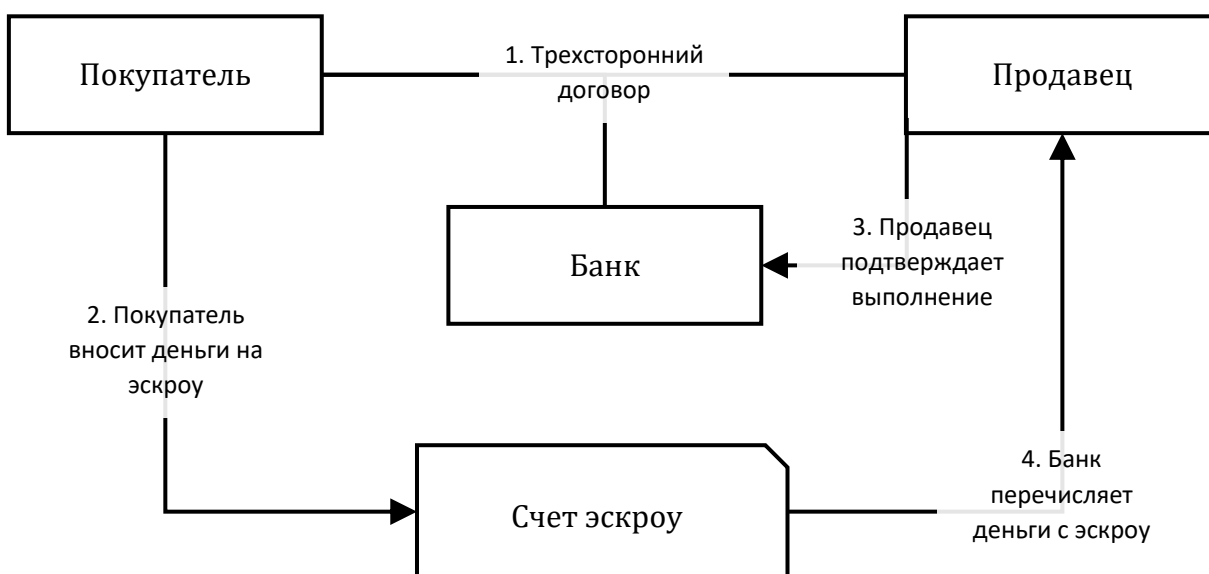 Покупатель
1. Трехсторонний
договор
Продавец
Банк
3. Продавец
подтверждает
выполнение
2. Покупатель
вносит деньги на
эскроу
Счет эскроу
4. Банк
перечисляет
деньги с эскроу